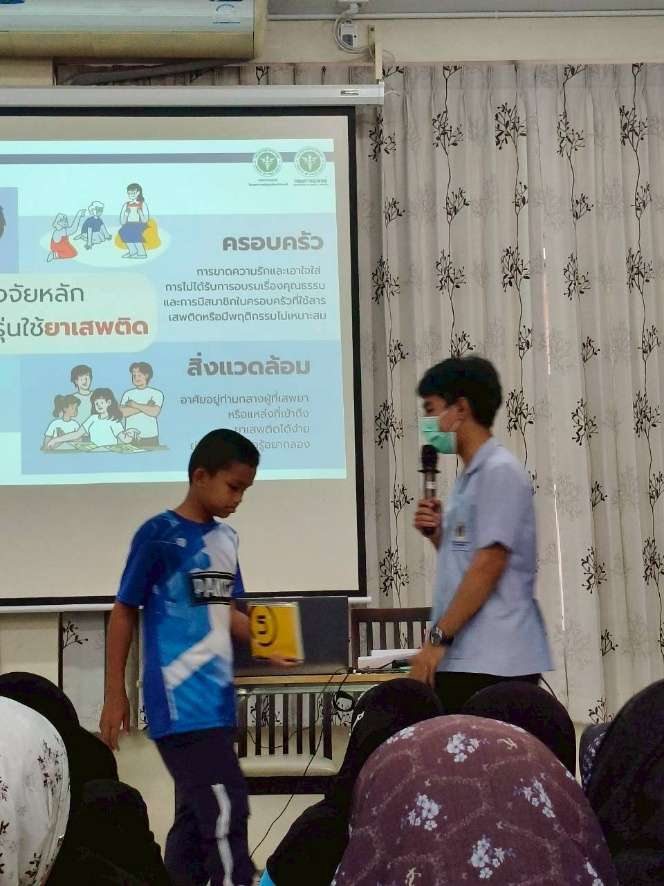 ครอบครัว
การขาดความรักและเอาใจใส่
การไม่ได้รับการอบรมเรื่องคุณธรรม
และการมีสมาชิกในครอบครัวที่ใช้สาร
เสพติดหรือมีพฤติกรรมไม่เหมาะสม
จจัยหลัก
รุ่นใช้ยาเสพติด
สิ่งแวดล้อม
อาศัยอยู่ท่ามกลางผู้ที่เสพยา
หรือแหล่งที่เข้าถึง
ยาเสพติดได้ง่าย
อยากลอง